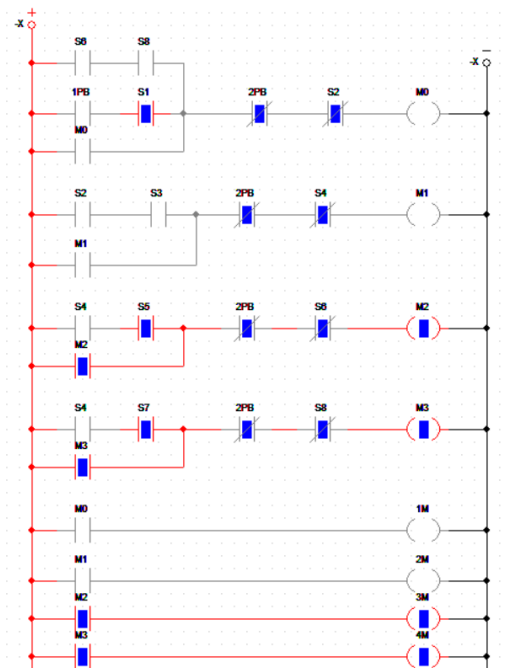 +
-X
S6 S8
–
-X
1PB S1 2PB S2 M0
M0
S2 S3 2PB S4 M1
M1
S4 S5 2PB S6 M2
M2
S4 S7 2PB S8 M3
M3
M0 1M
M1 2M
M2 3M
M3 4M